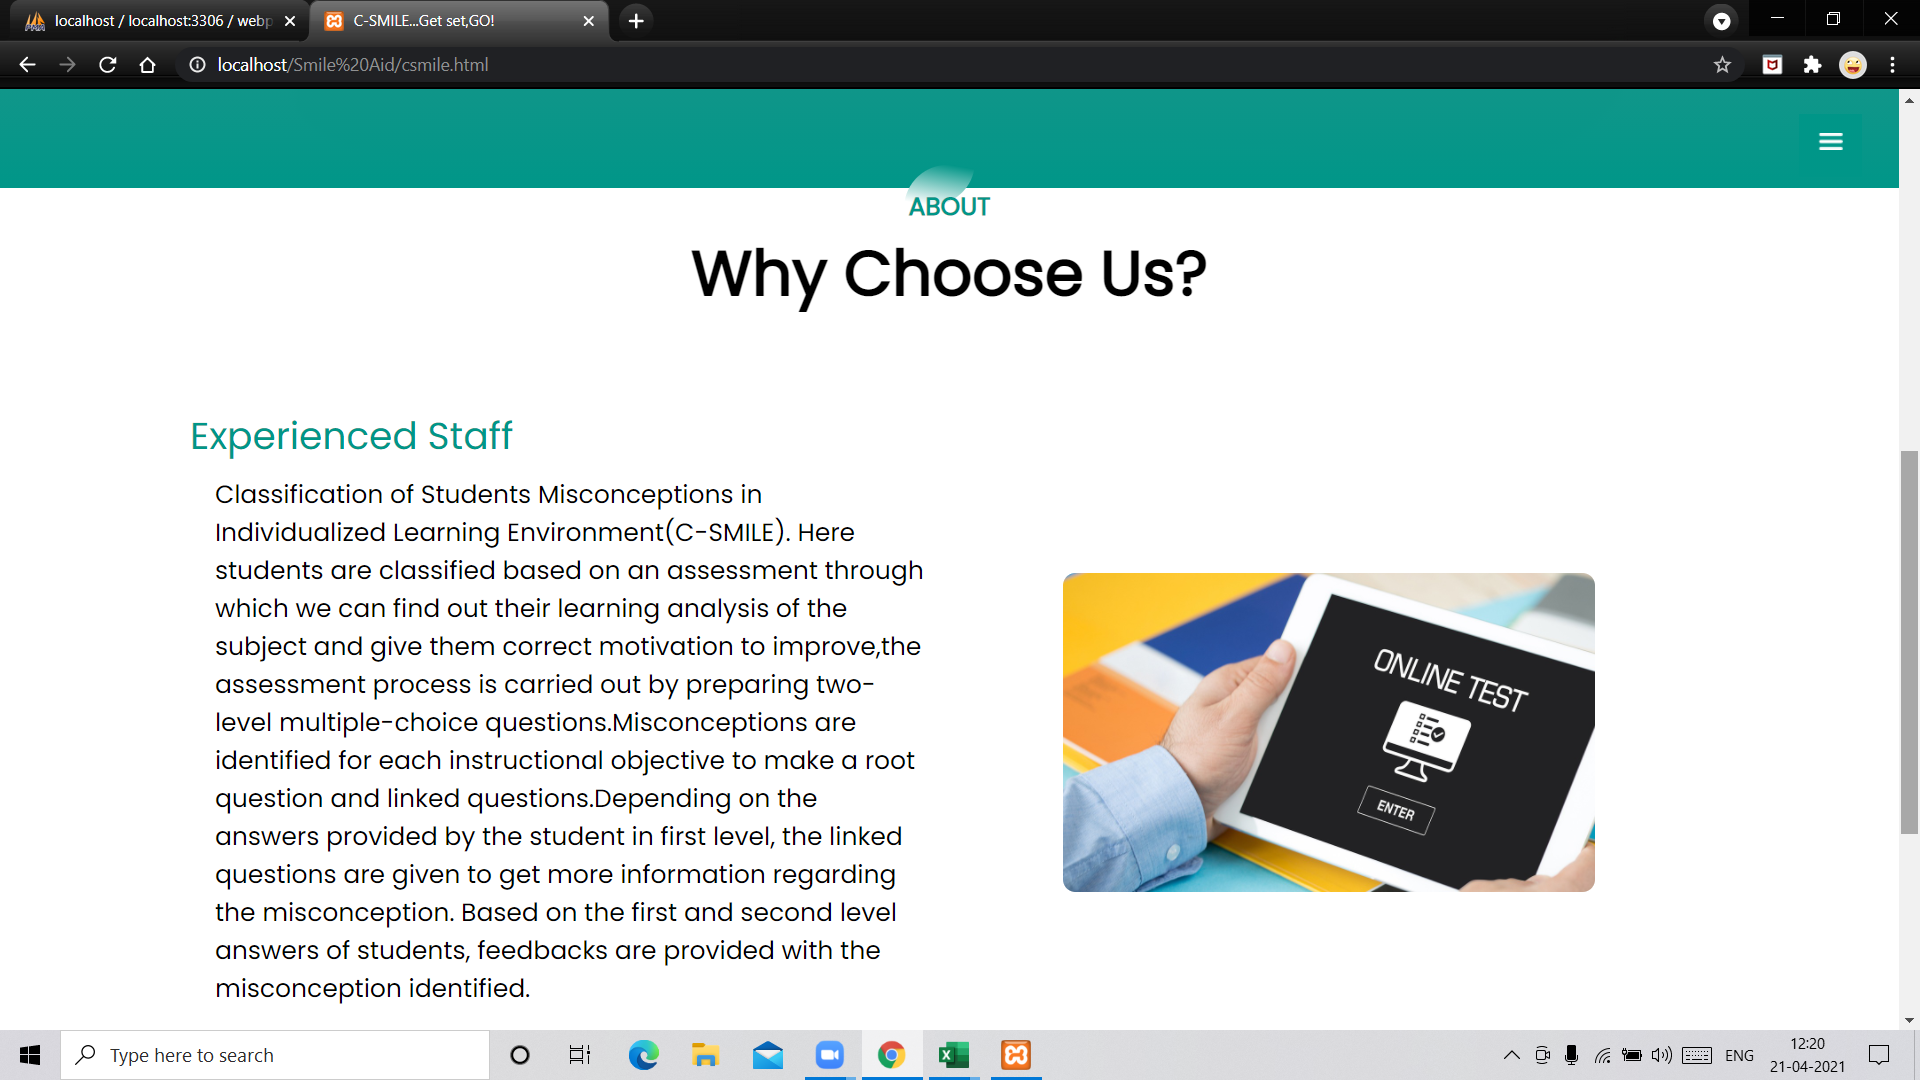 localhost / localhost:3306 / webp
C-SMILE...Get set,GO!
localhost/Smile%20Aid/csmile.html
ABOUT
Why Choose Us?
Experienced Staff
Classification of Students Misconceptions in
Individualized Learning Environment(C-SMILE). Here
students are classified based on an assessment through
which we can find out their learning analysis of the
subject and give them correct motivation to improve,the
assessment process is carried out by preparing two-
level multiple-choice questions.Misconceptions are
identified for each instructional objective to make a root
question and linked questions.Depending on the
answers provided by the student in first level, the linked
questions are given to get more information regarding
the misconception. Based on the first and second level
answers of students, feedbacks are provided with the
misconception identified.
ONLINE TEST
ENTER
Type here to search
ENG
12:20
21-04-2021